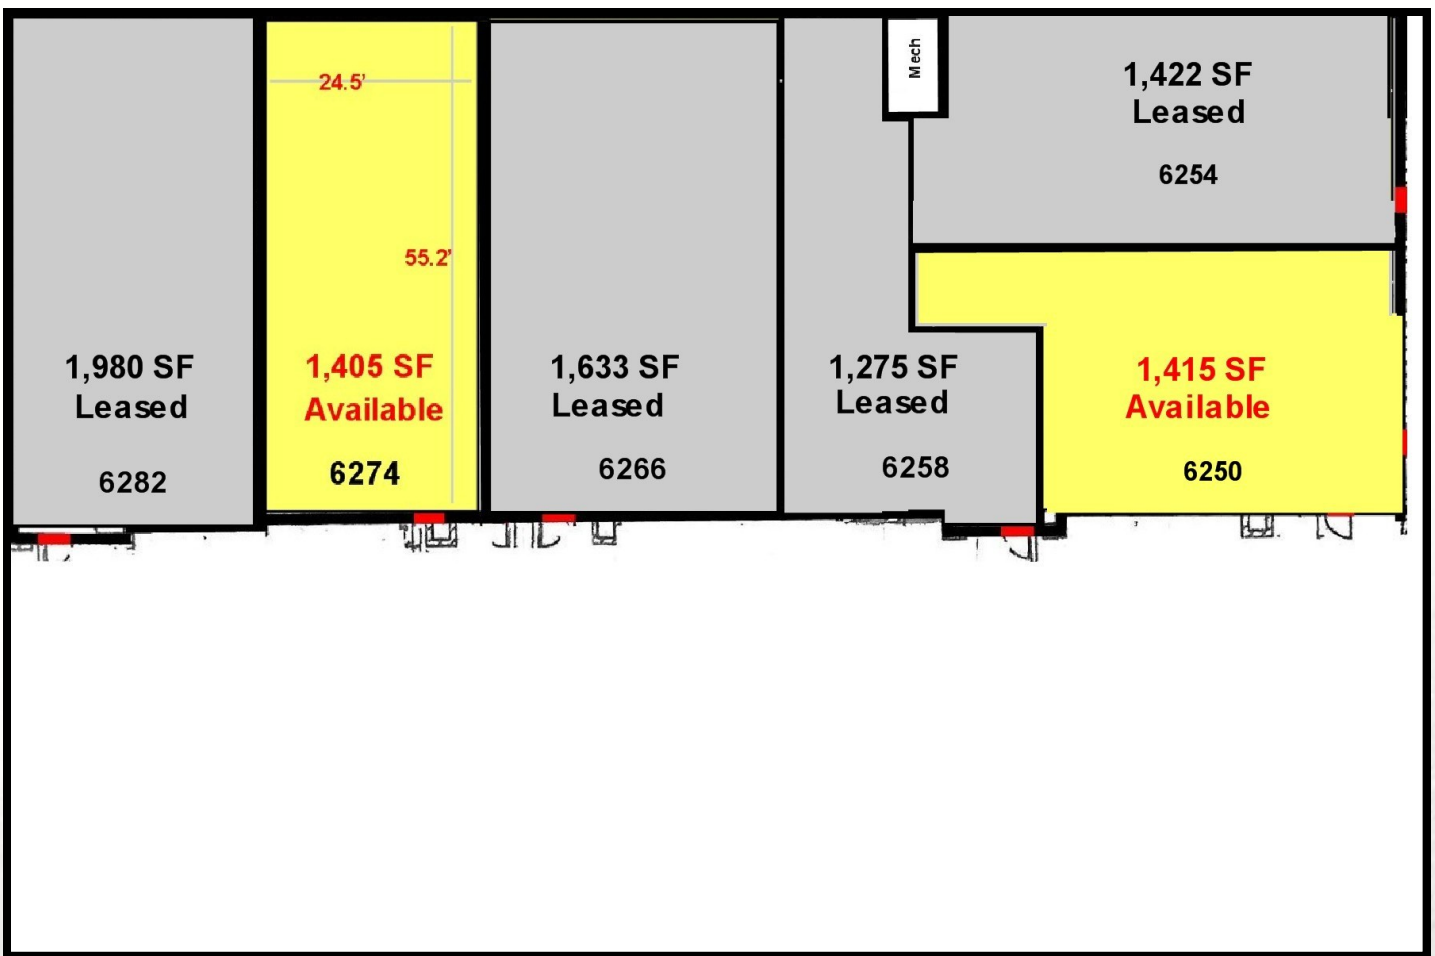 1,980 SF
Leased
6282
24.5'
55.2'
1,405 SF
Available
6274
1,633 SF
Leased
6266
1,275 SF
Leased
6258
Mech
1,422 SF
Leased
6254
1,415 SF
Available
6250